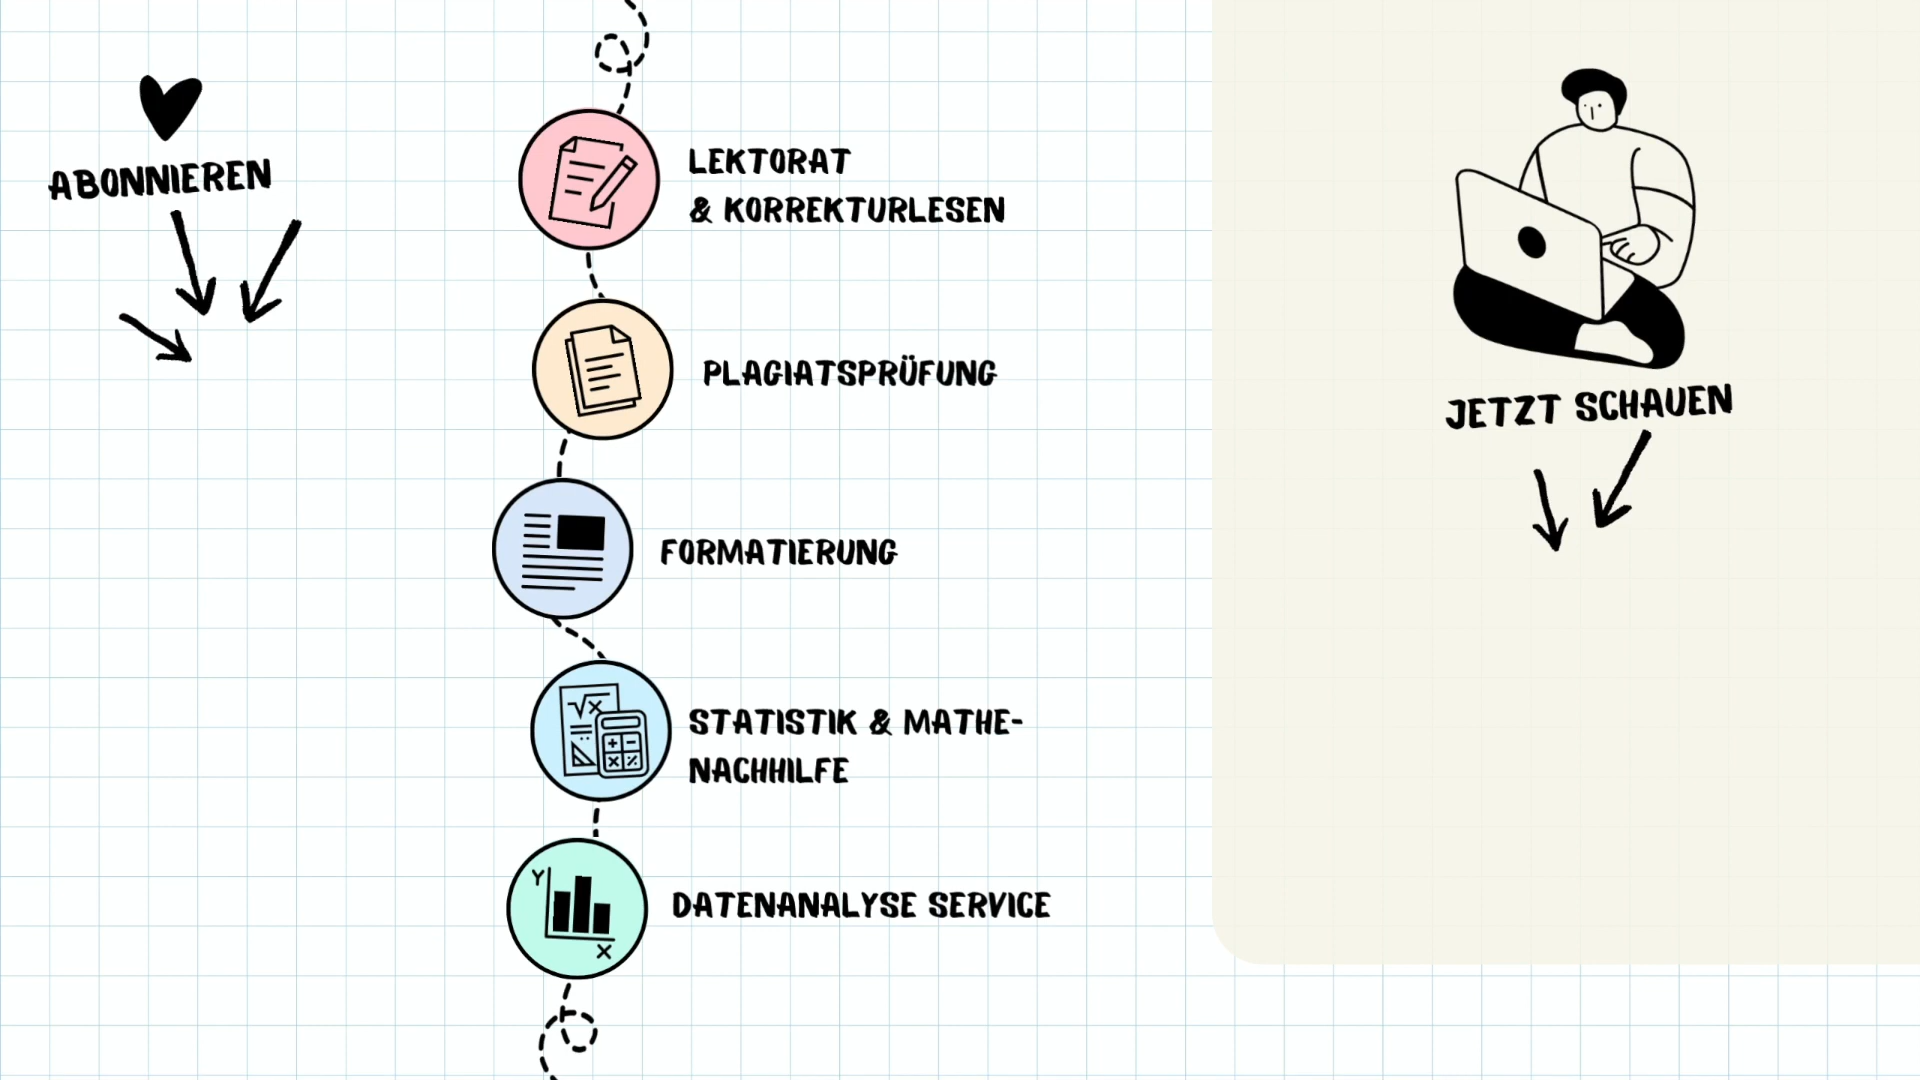 ABONNIEREN
LEKTORAT
& KORREKTURLESEN
PLAGIATSPRÜFUNG
FORMATIERUNG
√X
+ -
X %
STATISTIK & MATHE-
NACHHILFE
Y
X
DATENANALYSE SERVICE
JETZT SCHAUEN